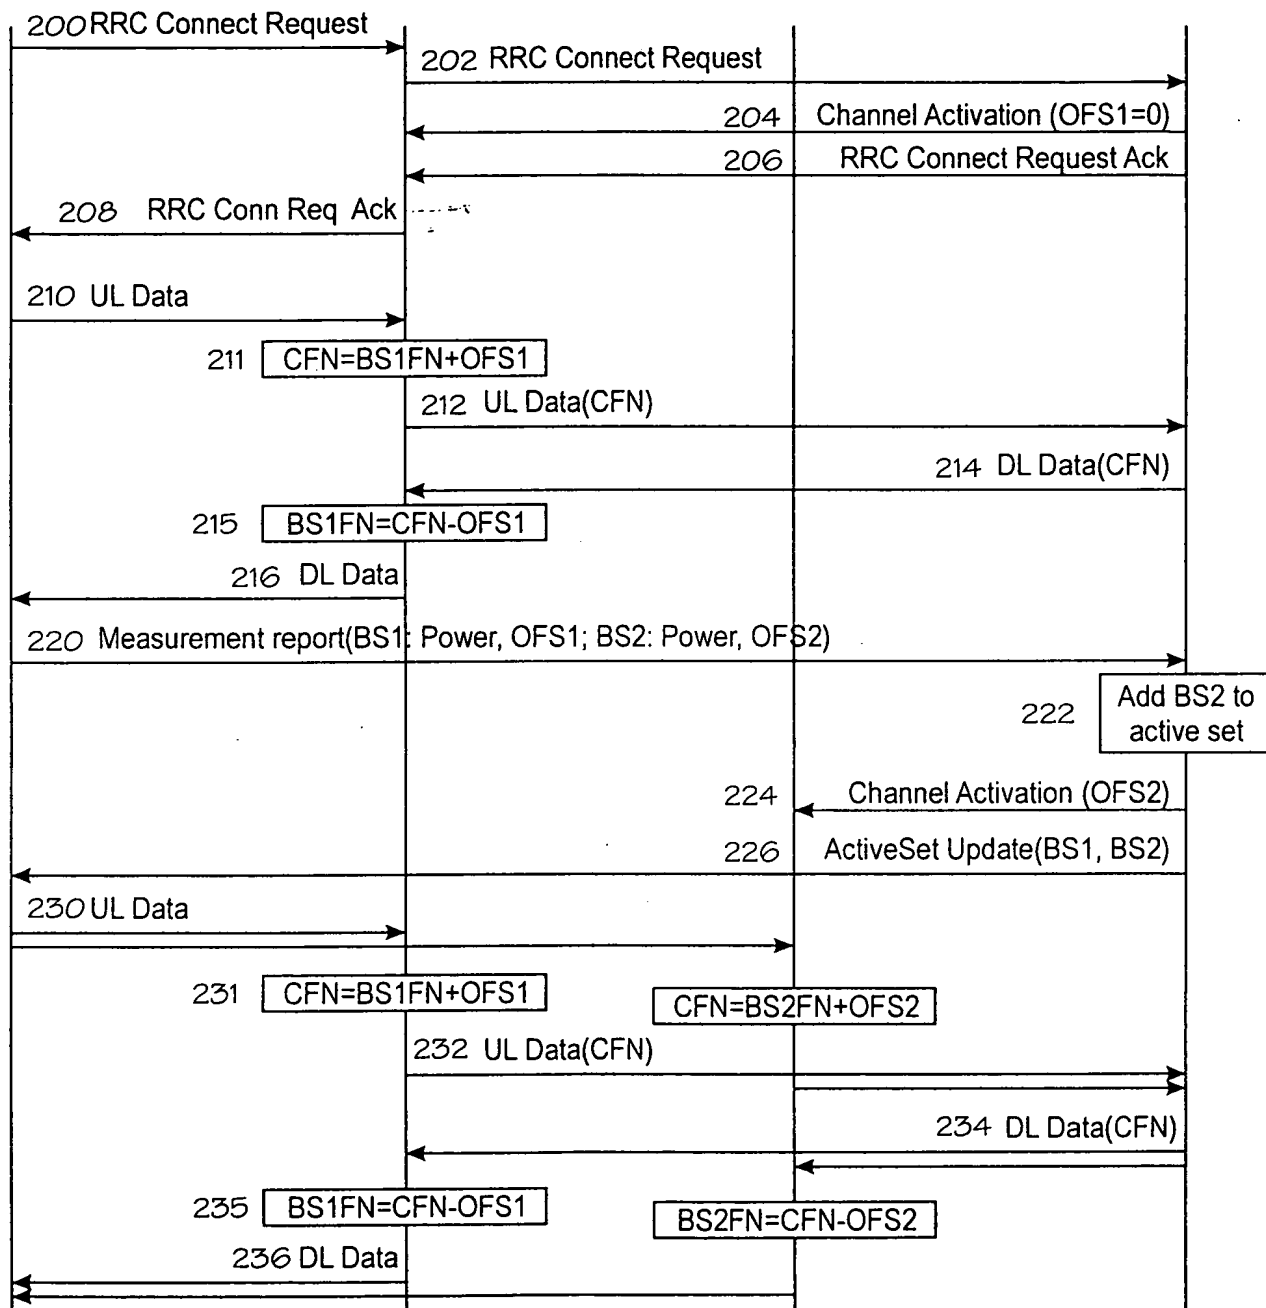 200 RRC Connect Request
202 RRC Connect Request
204 Channel Activation (OFS1=0)
206 RRC Connect Request Ack
208 RRC Conn Req Ack
210 UL Data
211 CFN=BS1FN+OFS1
212 UL Data(CFN)
214 DL Data(CFN)
215 BS1FN=CFN-OFS1
216 DL Data
220 Measurement report(BS1: Power, OFS1; BS2: Power, OFS2)
222 Add BS2 to
active set
224 Channel Activation (OFS2)
226 ActiveSet Update(BS1, BS2)
230 UL Data
231 CFN=BS1FN+OFS1
CFN=BS2FN+OFS2
232 UL Data(CFN)
234 DL Data(CFN)
235 BS1FN=CFN-OFS1
BS2FN=CFN-OFS2
236 DL Data